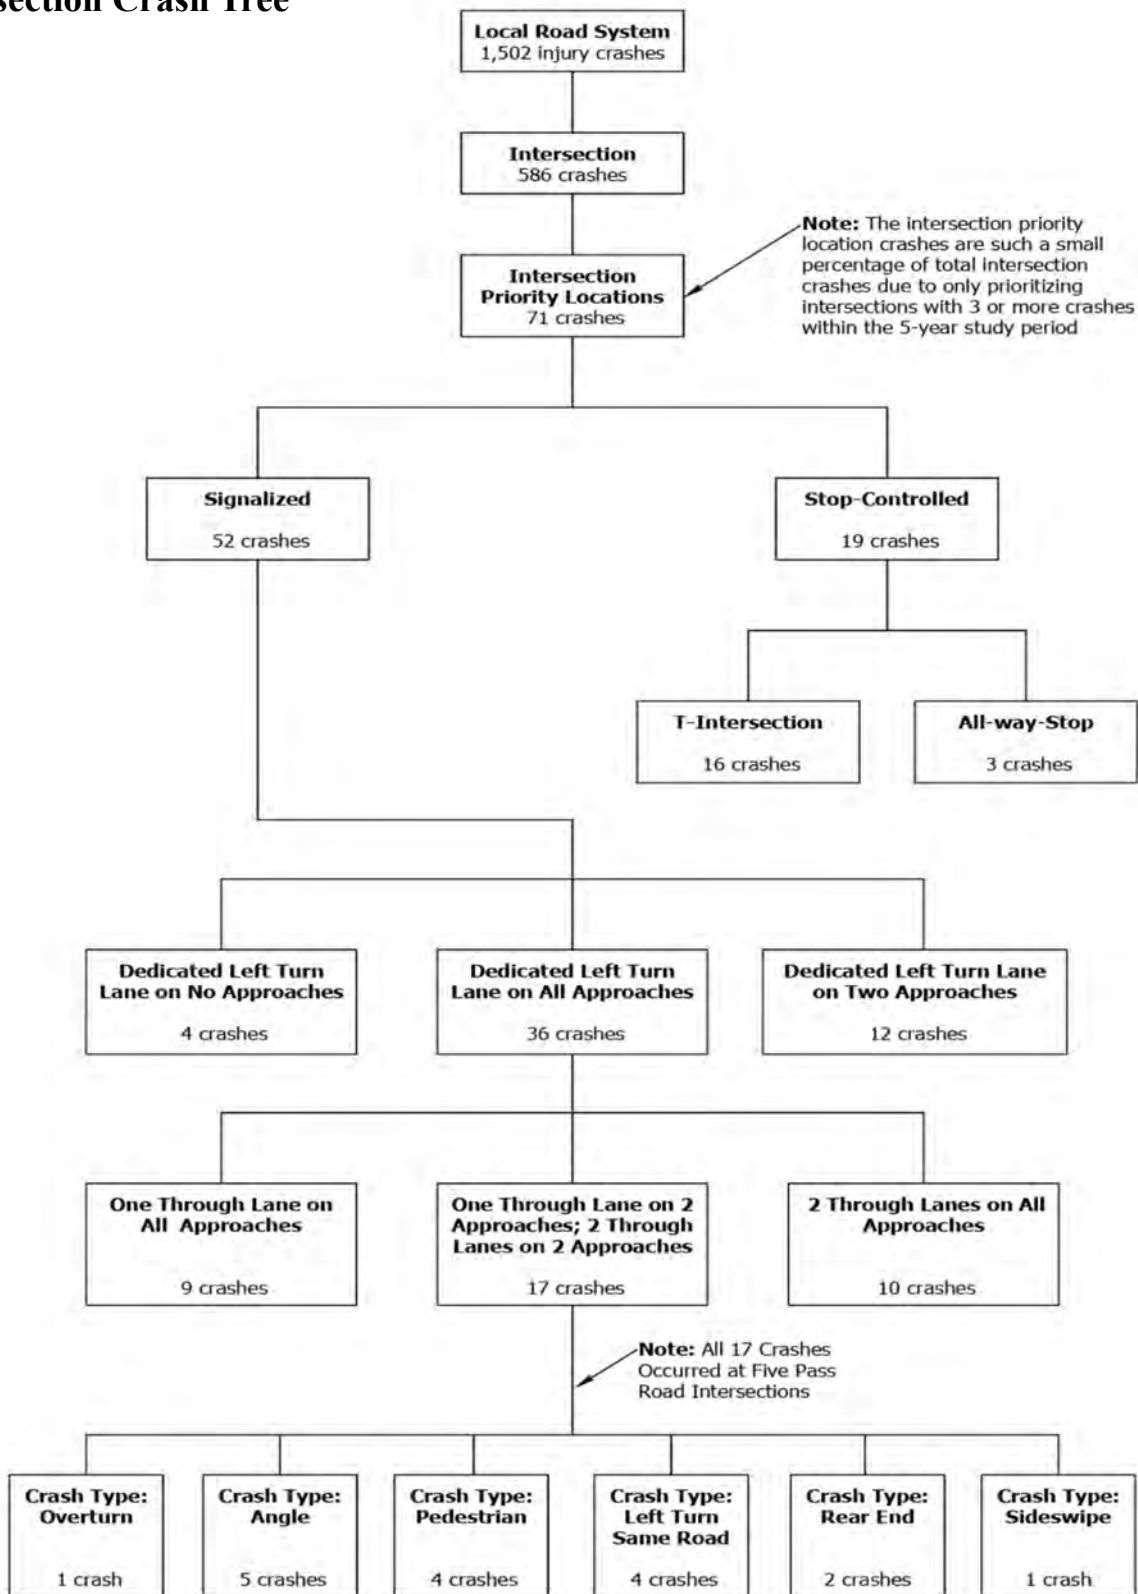 section Crash Tree
Local Road System
1,502 injury crashes
Intersection
586 crashes
Note: The intersection priority
location crashes are such a small
percentage of total intersection
crashes due to only prioritizing
intersections with 3 or more crashes
within the 5-year study period
Intersection
Priority Locations
71 crashes
Signalized
52 crashes
Stop-Controlled
19 crashes
T-Intersection
16 crashes
All-way-Stop
3 crashes
Dedicated Left Turn
Lane on No Approaches
4 crashes
Dedicated Left Turn
Lane on All Approaches
36 crashes
Dedicated Left Turn Lane
on Two Approaches
12 crashes
One Through Lane on
All Approaches
9 crashes
One Through Lane on 2
Approaches; 2 Through
Lanes on 2 Approaches
17 crashes
2 Through Lanes on All
Approaches
10 crashes
Note: All 17 Crashes
Occurred at Five Pass
Road Intersections
Crash Type:
Overturn
1 crash
Crash Type:
Angle
5 crashes
Crash Type:
Pedestrian
4 crashes
Crash Type:
Left Turn
Same Road
4 crashes
Crash Type:
Rear End
2 crashes
Crash Type:
Sideswipe
1 crash